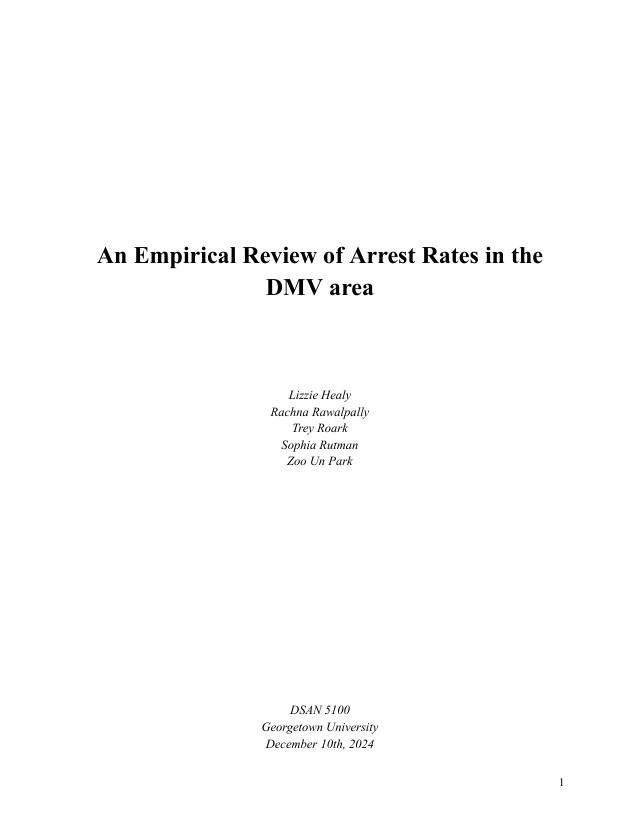 An Empirical Review of Arrest Rates in the
DMV area
Lizzie Healy
Rachna Rawalpally
Trey Roark
Sophia Rutman
Zoo Un Park
DSAN 5100
Georgetown University
December 10th, 2024
1